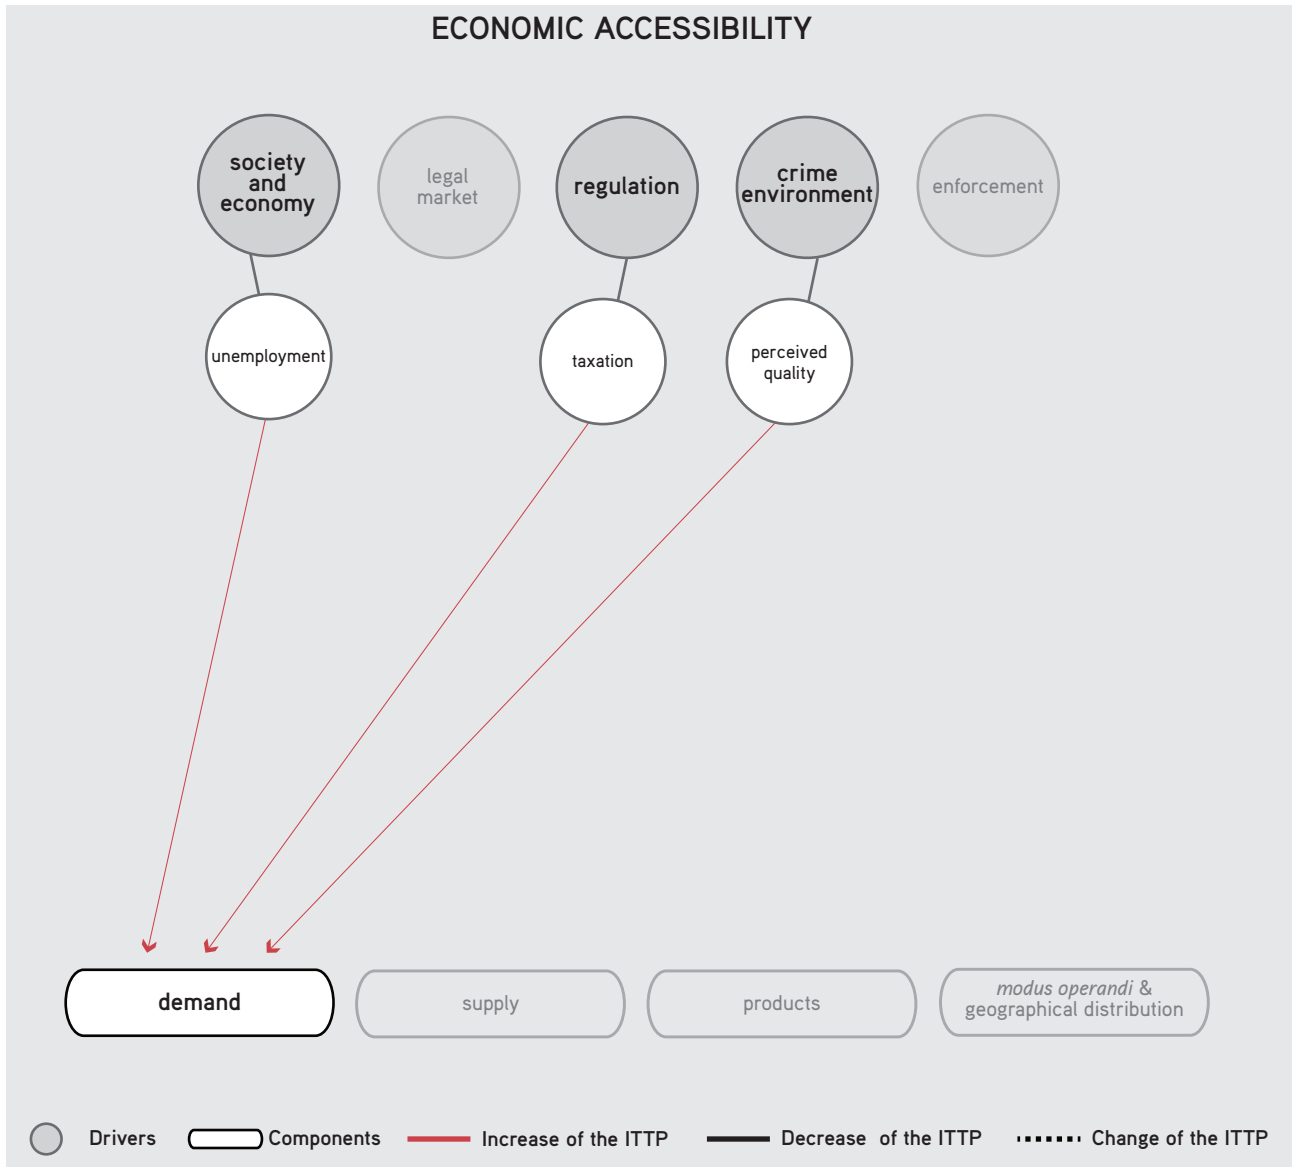 ECONOMIC ACCESSIBILITY
society
and
economy
legal
market
regulation
crime
environment
enforcement
unemployment
taxation
perceived
quality
demand
supply
products
modus operandi &
geographical distribution
Drivers
Components
Increase of the ITTP
Decrease of the ITTP
Change of the ITTP